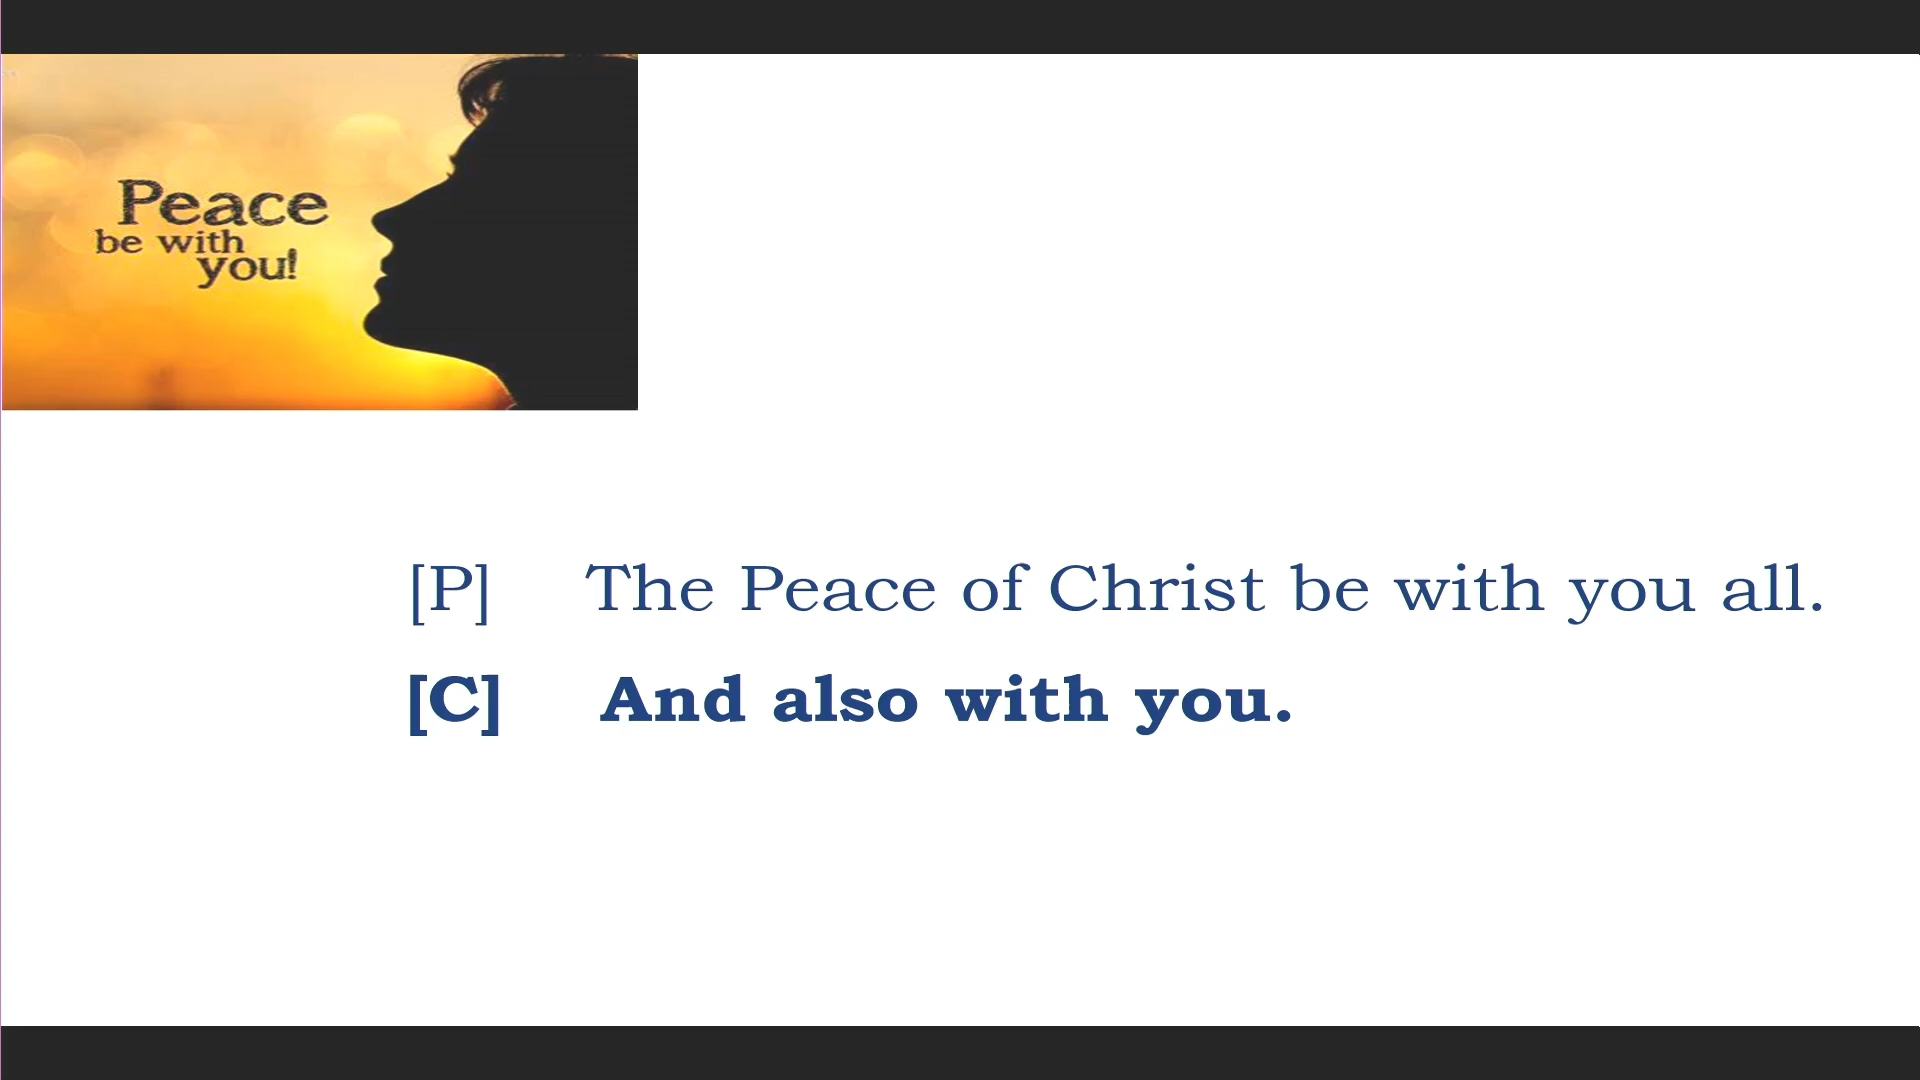 Peace
be with
you!
[P] The Peace of Christ be with you all.
[C] And also with you.